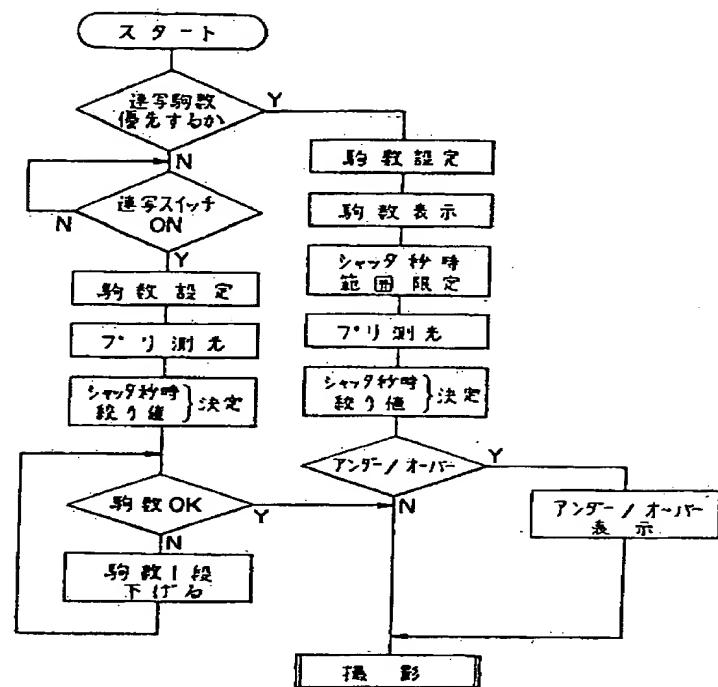 スタート
連写駒数
優先するか
Y
N
連写スイッチ
ON
N
Y
駒数設定
プリ測光
シャッタ秒時
絞り値
決定
駒数OK
Y
N
駒数1段
下げる
駒数設定
駒数表示
シャッタ秒時
範囲限定
プリ測光
シャッタ秒時
絞り値
決定
アンダー/オーバー
Y
N
アンダー/オーバー
表示
撮影